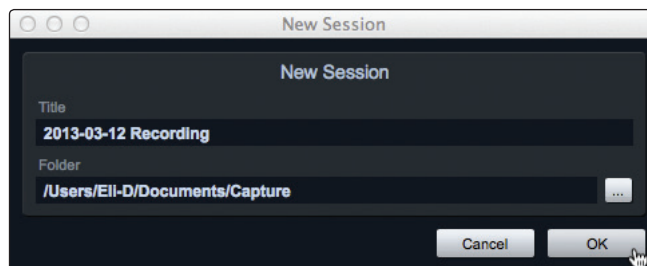 New Session
New Session
Title
2013-03-12 Recording
Folder
/Users/Eli-D/Documents/Capture
...
Cancel
OK